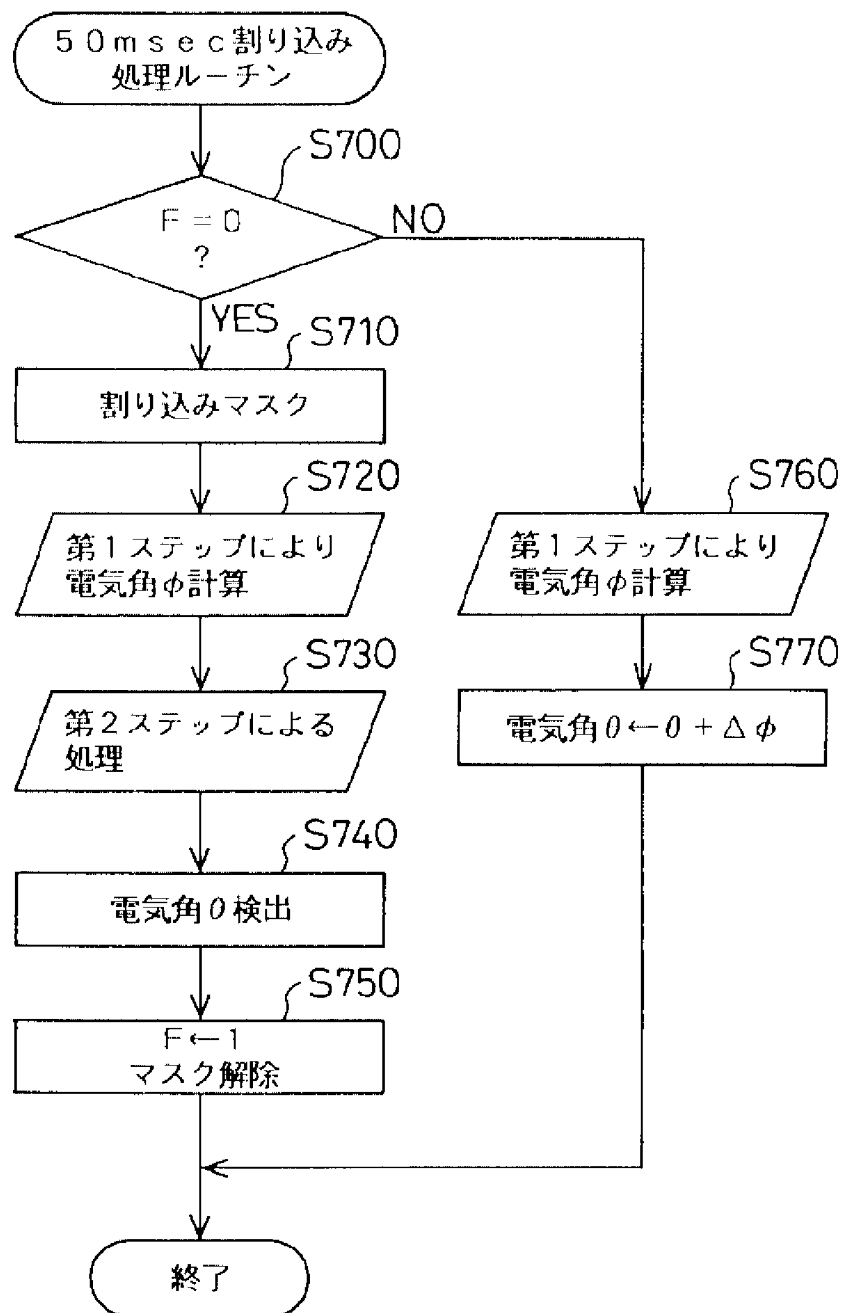 50msec割り込み
処理ルーチン
S700
F=0
?
NO
YES
S710
割り込みマスク
S720
第1ステップにより
電気角φ計算
S730
第2ステップによる
処理
S740
電気角θ検出
S750
F←1
マスク解除
S760
第1ステップにより
電気角φ計算
S770
電気角θ←θ+Δφ
終了